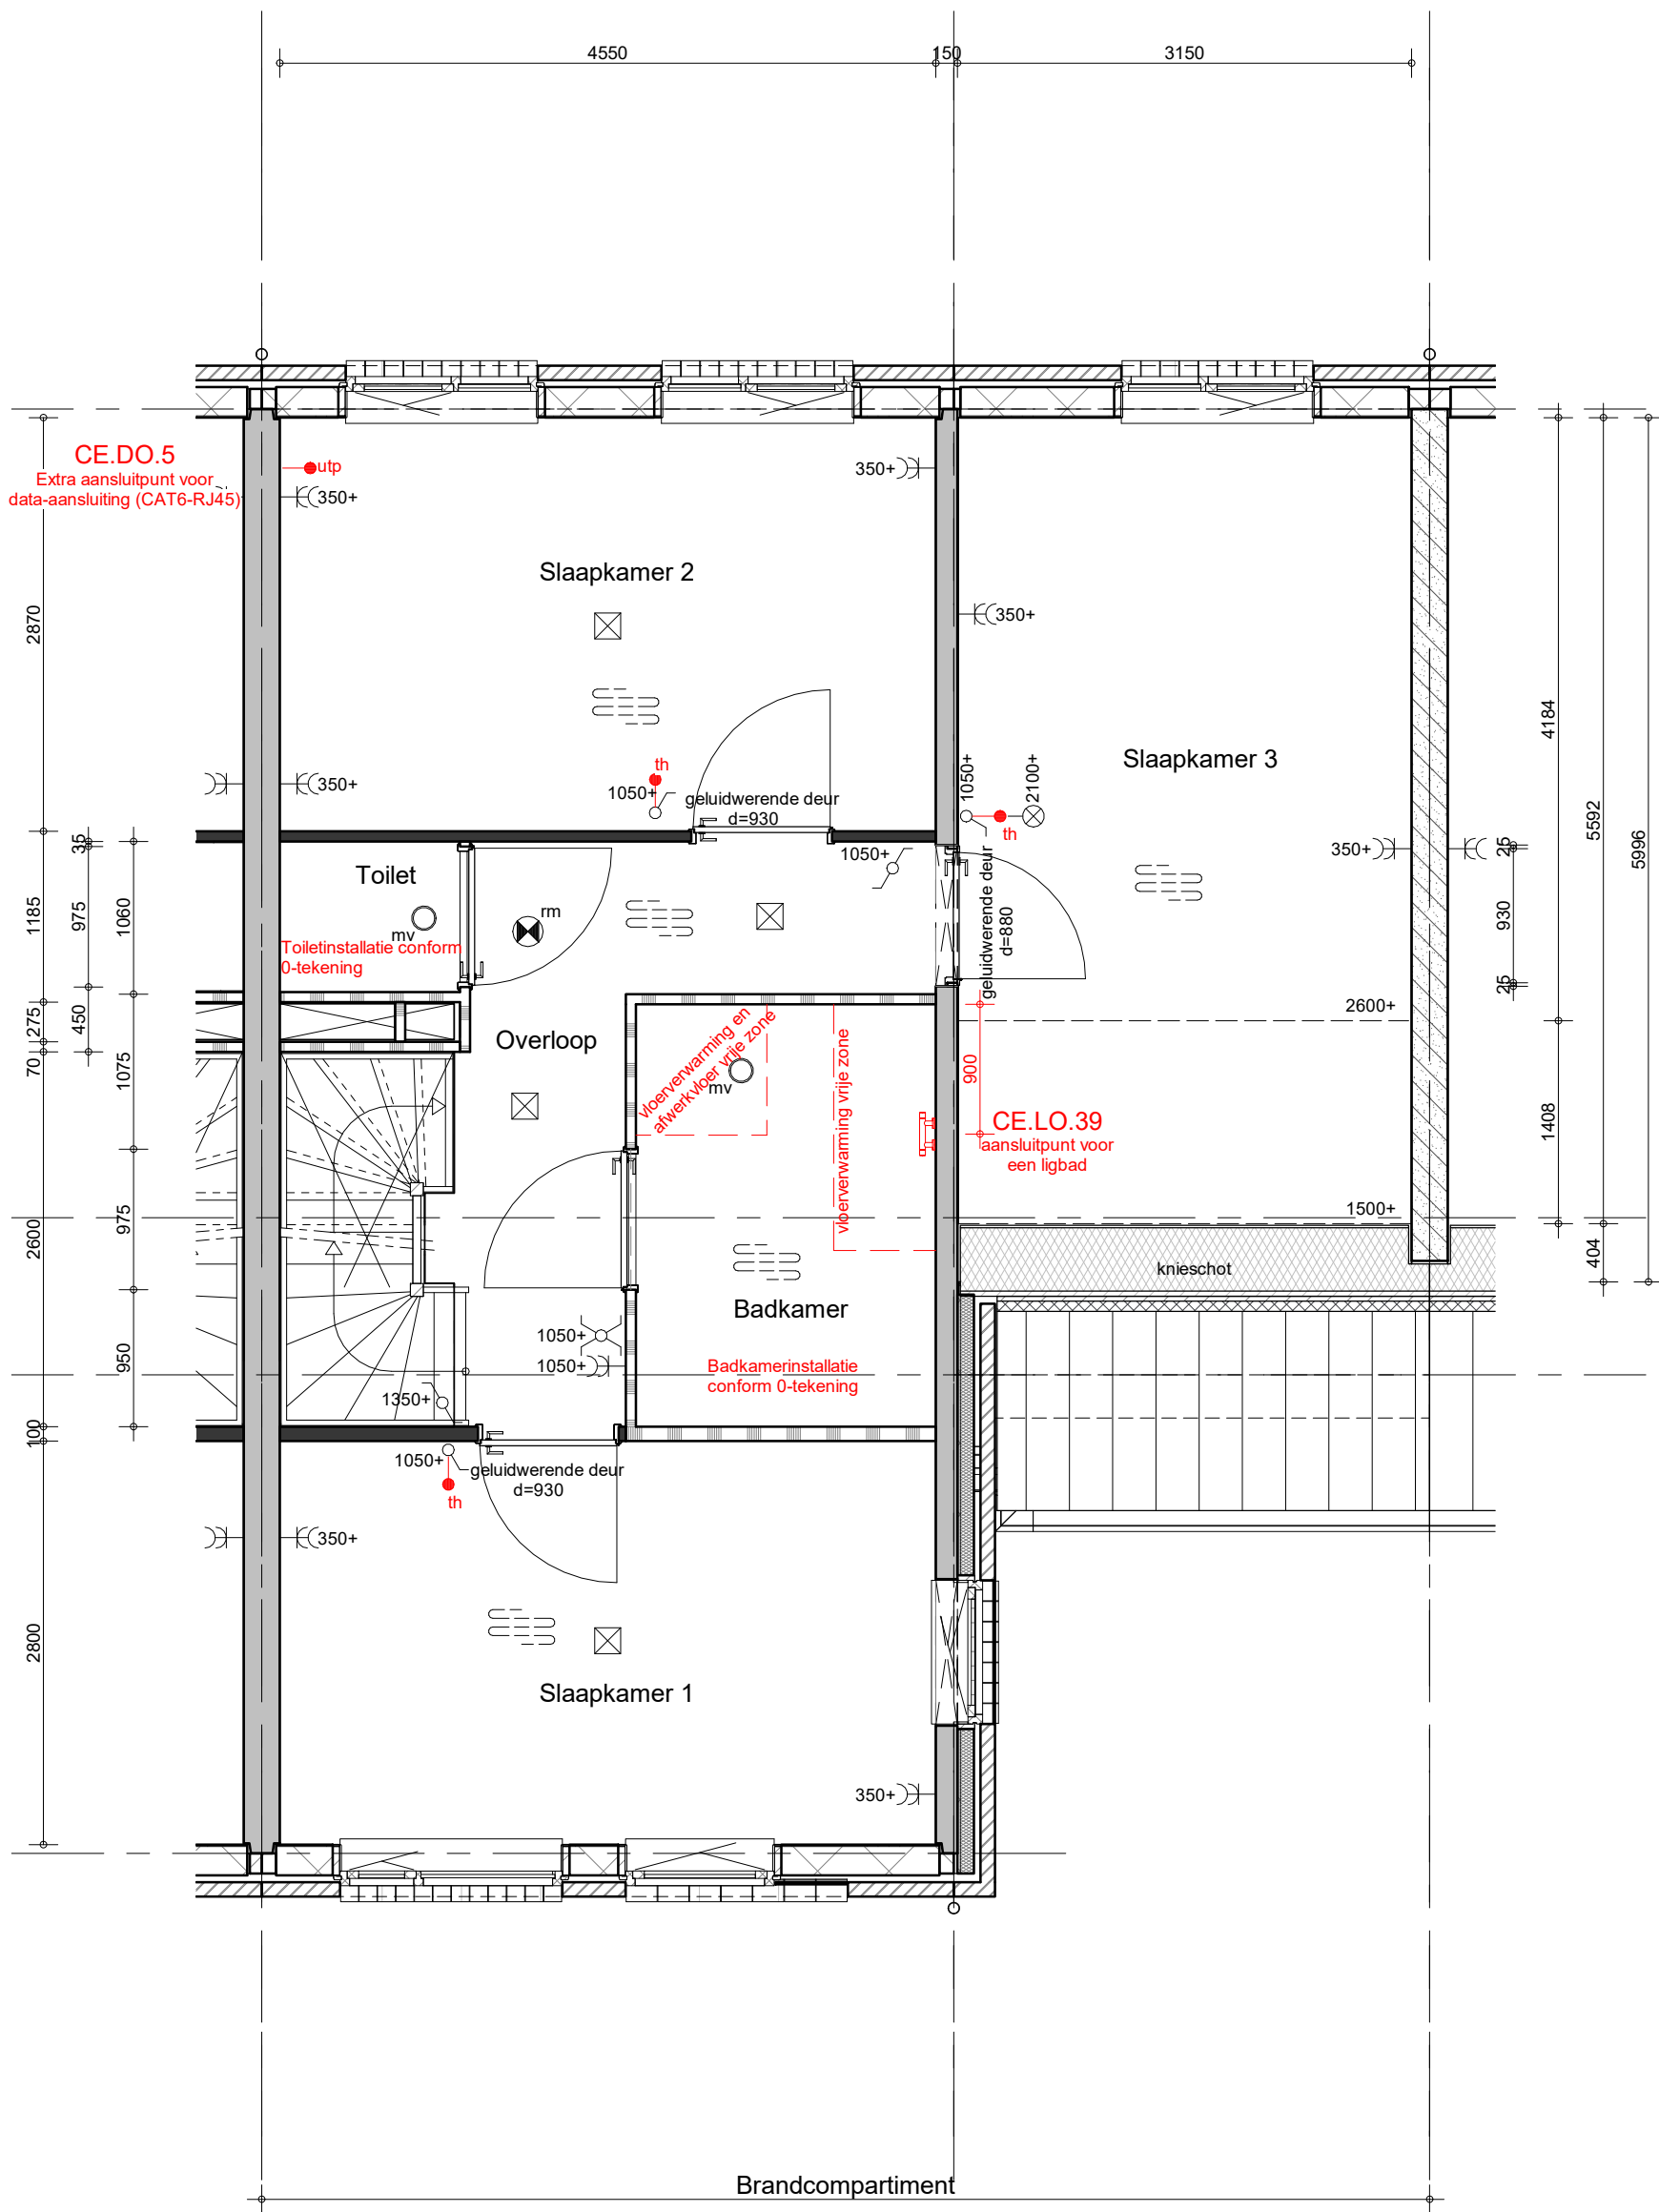 4550
150
3150
CE.DO.5
Extra aansluitpunt voor
data-aansluiting (CAT6-RJ45)
utp
350+
350+
Slaapkamer 2
350+
2870
4184
5592
5996
Slaapkamer 3
th
1050+
geluidwerende deur
d=930
350+
1050+
2100+
th
1050+
350+
35
1185
975
1060
Toilet
mv
rm
Toiletinstallatie conform
0-tekening
geluidwerende deur
d=880
25
930
25
2600+
275
450
70
1075
Overloop
vloerverwarming en
afwerkvloer vrije zone
mv
vloerverwarming vrije zone
900
CE.LO.39
aansluitpunt voor
een ligbad
1408
1500+
2600
975
404
knieschot
Badkamer
1050+
1050+
950
Badkamerinstallatie
conform 0-tekening
1350+
100
1050+
geluidwerende deur
d=930
th
350+
2800
Slaapkamer 1
350+
Brandcompartiment